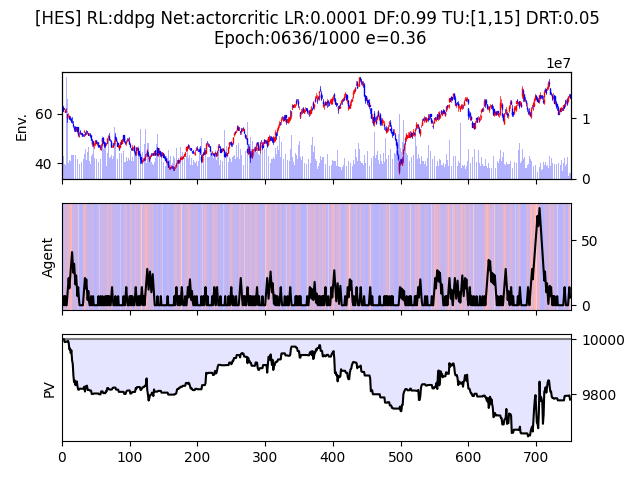 [HES] RL:ddpg Net:actorcritic LR:0.0001 DF:0.99 TU:[1,15] DRT:0.05
Epoch:0636/1000 e=0.36
1e7
Env.
60
40
1
0
Agent
50
0
PV
10000
9800
0 100 200 300 400 500 600 700